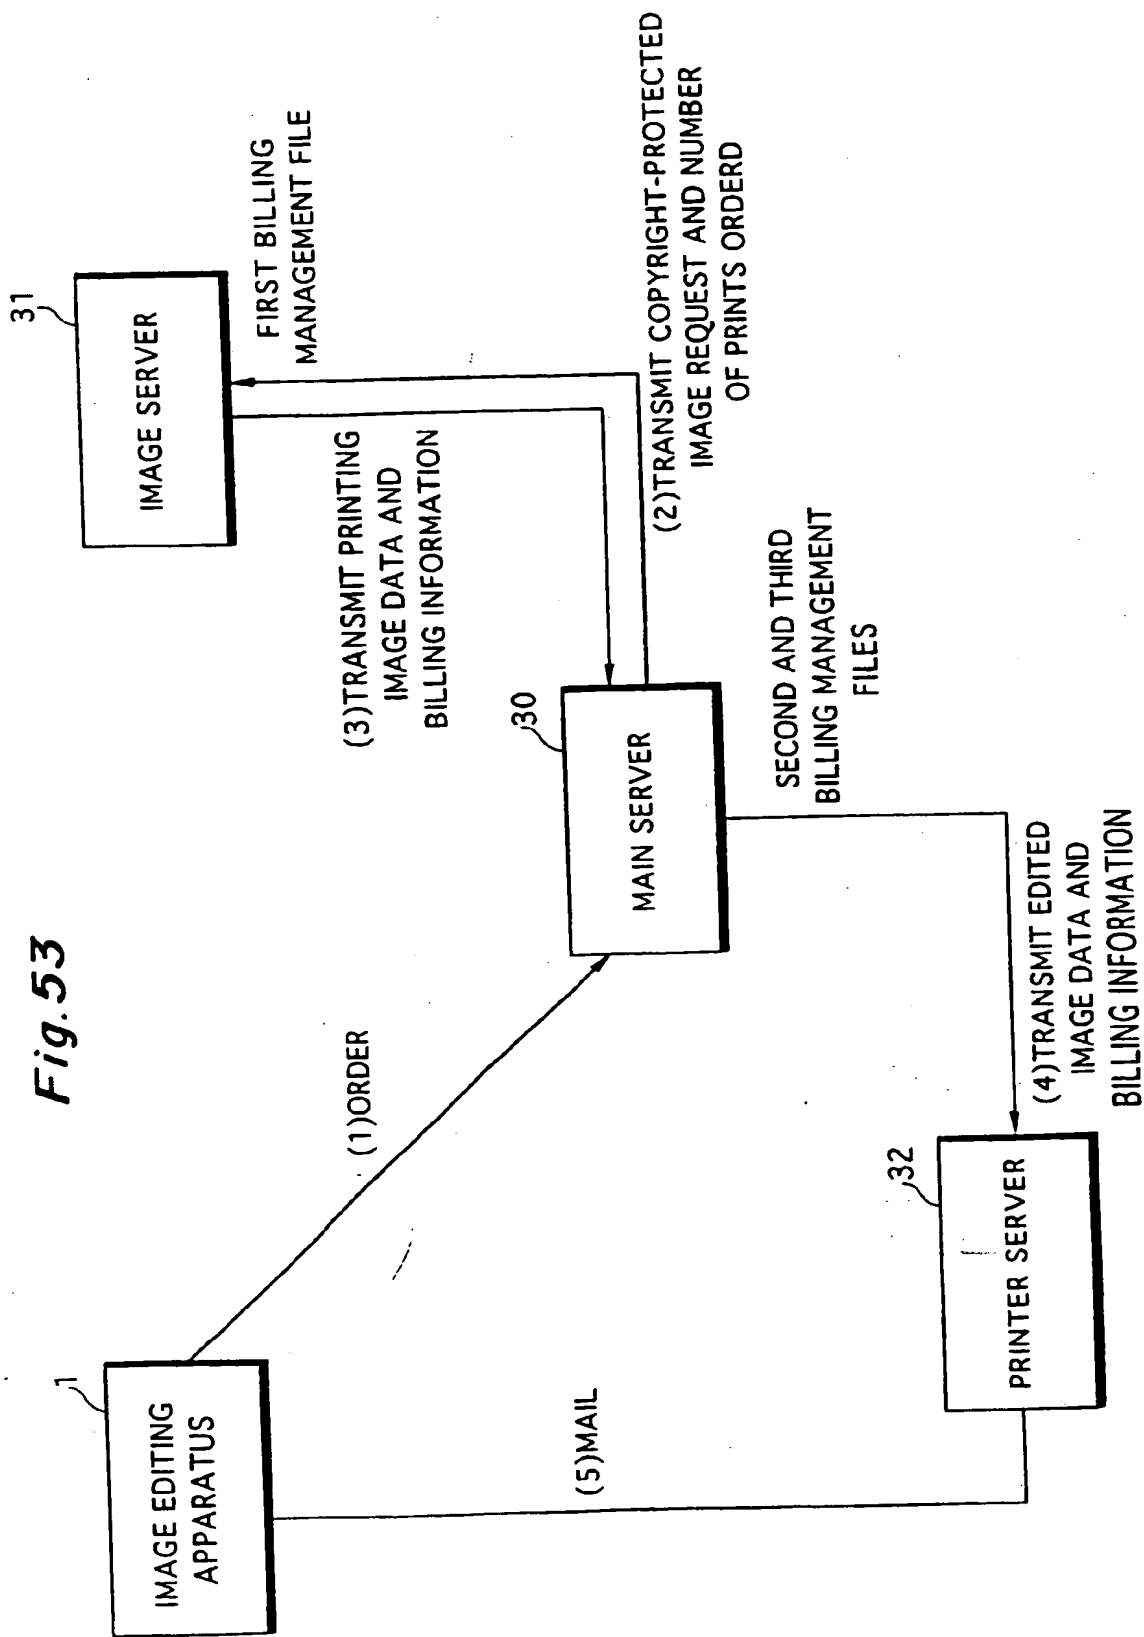 Fig.53
1
IMAGE EDITING
APPARATUS
(1)ORDER
(5)MAIL
30
MAIN SERVER
31
IMAGE SERVER
FIRST BILLING
MANAGEMENT FILE
(3)TRANSMIT PRINTING
IMAGE DATA AND
BILLING INFORMATION
(2)TRANSMIT COPYRIGHT-PROTECTED
IMAGE REQUEST AND NUMBER
OF PRINTS ORDERD
SECOND AND THIRD
BILLING MANAGEMENT
FILES
32
PRINTER SERVER
(4)TRANSMIT EDITED
IMAGE DATA AND
BILLING INFORMATION